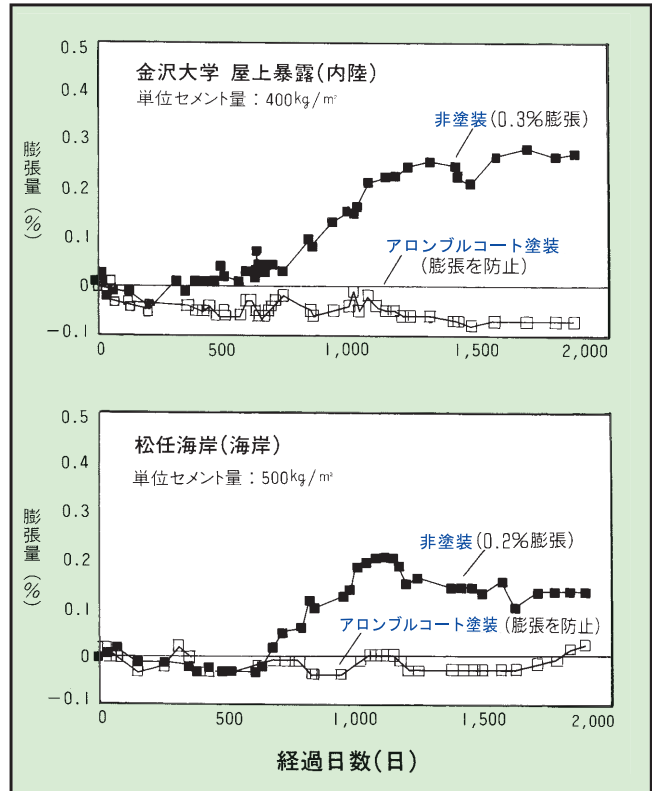 0.5
金沢大学 屋上暴露(内陸)
0.4
単位セメント量：400kg/m³
0.3
非塗装(0.3%膨張)
膨張量(%)
0.2
0.1
アロンブルコート塗装
(膨張を防止)
0
−0.1
0 500 1,000 1,500 2,000
0.5
松任海岸(海岸)
0.4
単位セメント量：500kg/m³
0.3
非塗装(0.2%膨張)
膨張量(%)
0.2
0.1
アロンブルコート塗装(膨張を防止)
0
−0.1
0 500 1,000 1,500 2,000
経過日数(日)